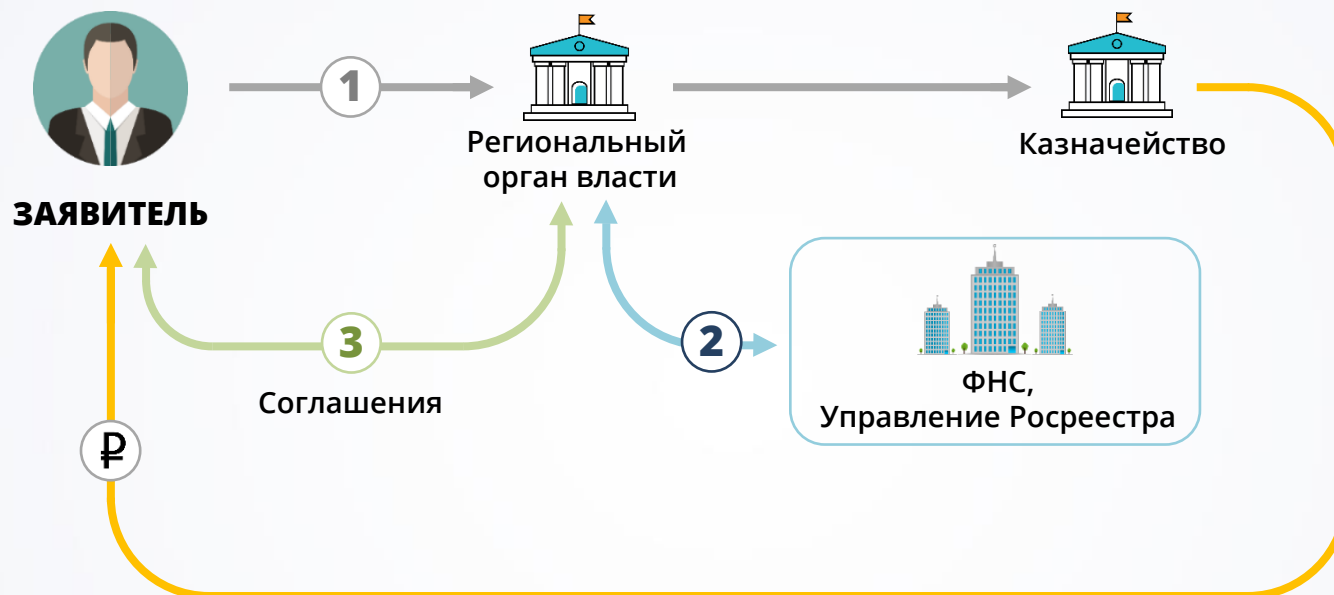 1
Региональный
орган власти
Казначейство
ЗАЯВИТЕЛЬ
3
2
Соглашения
ФНС,
Управление Росреестра
₽